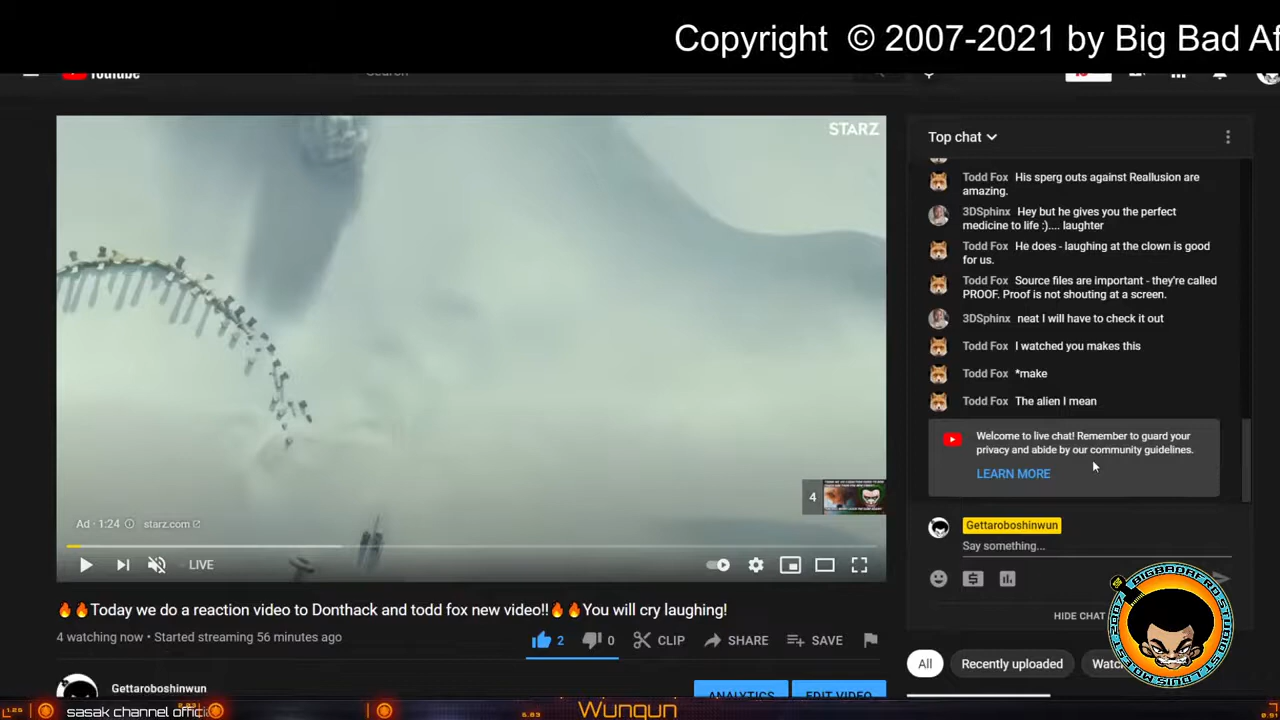 Copyright © 2007-2021 by Big Bad Af
YouTube
Search
STARZ
Top chat
Todd Fox His sperg outs against Reallusion are
amazing.
3DSphinx Hey but he gives you the perfect
medicine to life :).... laughter
Todd Fox He does - laughing at the clown is good
for us.
Todd Fox Source files are important - they're called
PROOF. Proof is not shouting at a screen.
3DSphinx neat I will have to check it out
Todd Fox I watched you makes this
Todd Fox *make
Todd Fox The alien I mean
Welcome to live chat! Remember to guard your
privacy and abide by our community guidelines.
LEARN MORE
4
Ad · 1:24 starz.com
LIVE
Gettaroboshinwun
Say something...
HIDE CHAT
🔥🔥Today we do a reaction video to Donthack and todd fox new video!!🔥🔥You will cry laughing!
4 watching now • Started streaming 56 minutes ago
2 0 CLIP SHARE SAVE
All Recently uploaded Watc
Gettaroboshinwun
ANALYTICS EDIT VIDEO
sasak channel offici
Wunqun